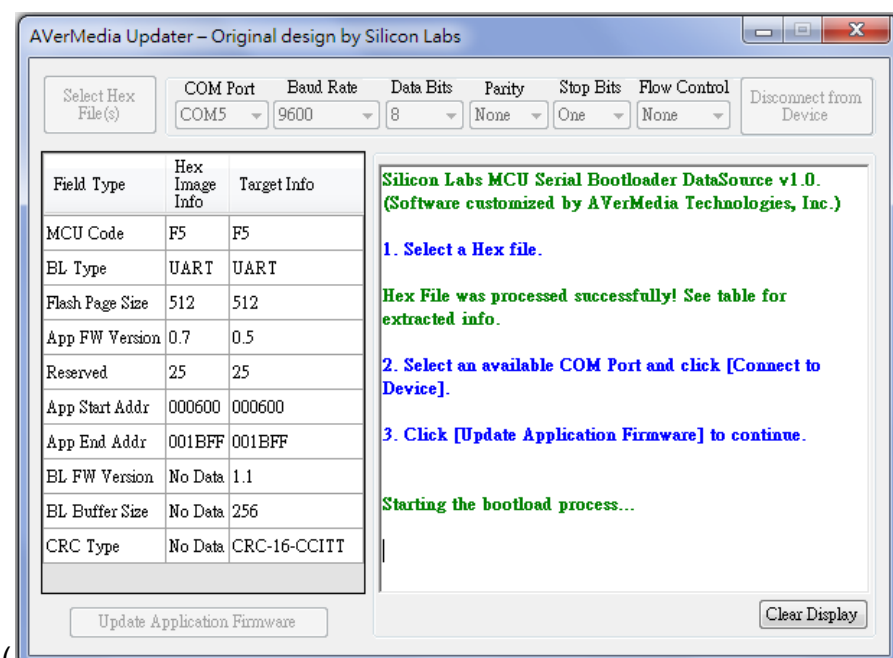 AVerMedia Updater – Original design by Silicon Labs
Select Hex File(s)
COM Port Baud Rate Data Bits Parity Stop Bits Flow Control
COM5 9600 8 None One None
Disconnect from Device
Field Type Hex Image Info Target Info
MCU Code F5 F5
BL Type UART UART
Flash Page Size 512 512
App FW Version 0.7 0.5
Reserved 25 25
App Start Addr 000600 000600
App End Addr 001BFF 001BFF
BL FW Version No Data 1.1
BL Buffer Size No Data 256
CRC Type No Data CRC-16-CCITT
Update Application Firmware
Silicon Labs MCU Serial Bootloader DataSource v1.0.
(Software customized by AVerMedia Technologies, Inc.)
1. Select a Hex file.
Hex File was processed successfully! See table for
extracted info.
2. Select an available COM Port and click [Connect to
Device].
3. Click [Update Application Firmware] to continue.
Starting the bootload process...
Clear Display
(